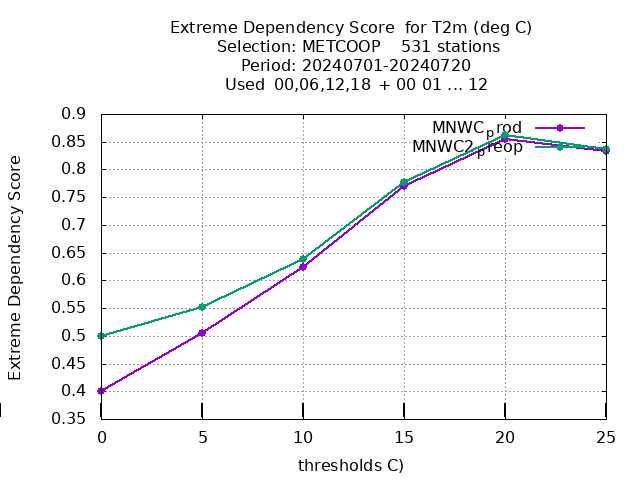 Extreme Dependency Score  for T2m (deg C)
Selection: METCOOP    531 stations
Period: 20240701-20240720
Used  00,06,12,18 + 00 01 ... 12
Extreme Dependency Score
0.9
0.85
0.8
0.75
0.7
0.65
0.6
0.55
0.5
0.45
0.4
0.35
MNWCprod
MNWC2preop
0 5 10 15 20 25
thresholds C)